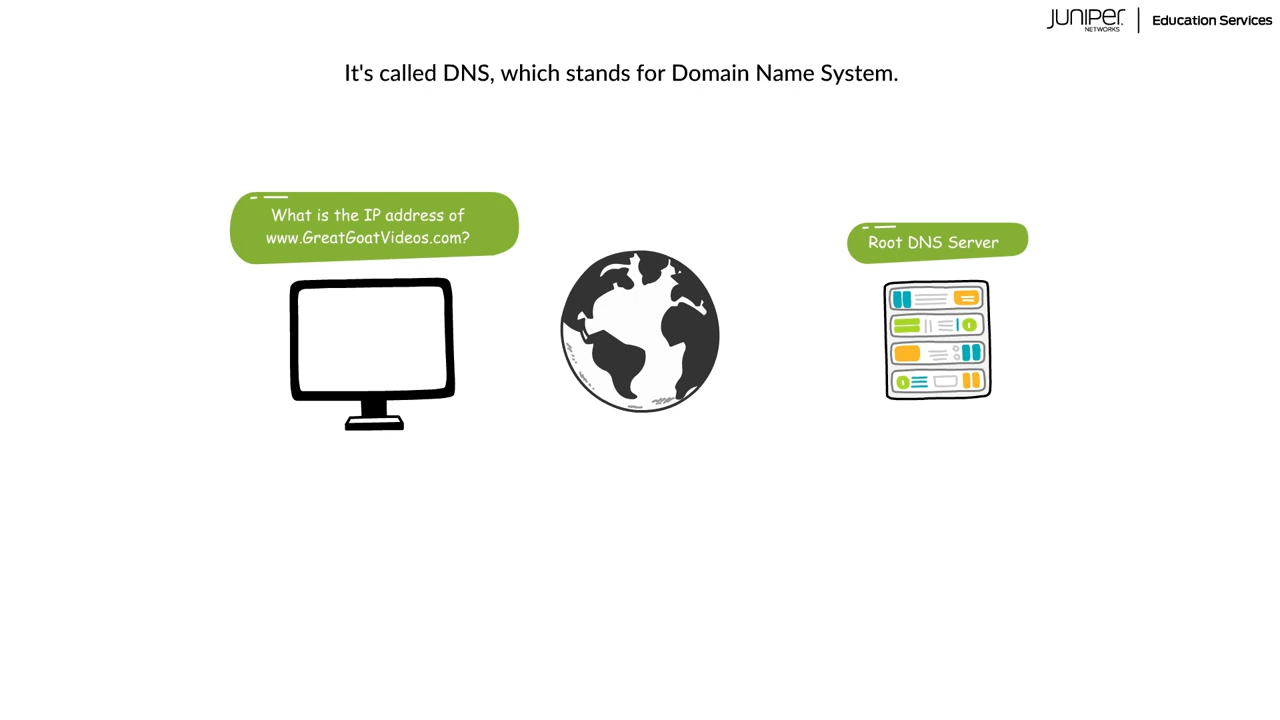 JUNIPer
NETWORKS
Education Services
It's called DNS, which stands for Domain Name System.
What is the IP address of
www.GreatGoatVideos.com?
Root DNS Server